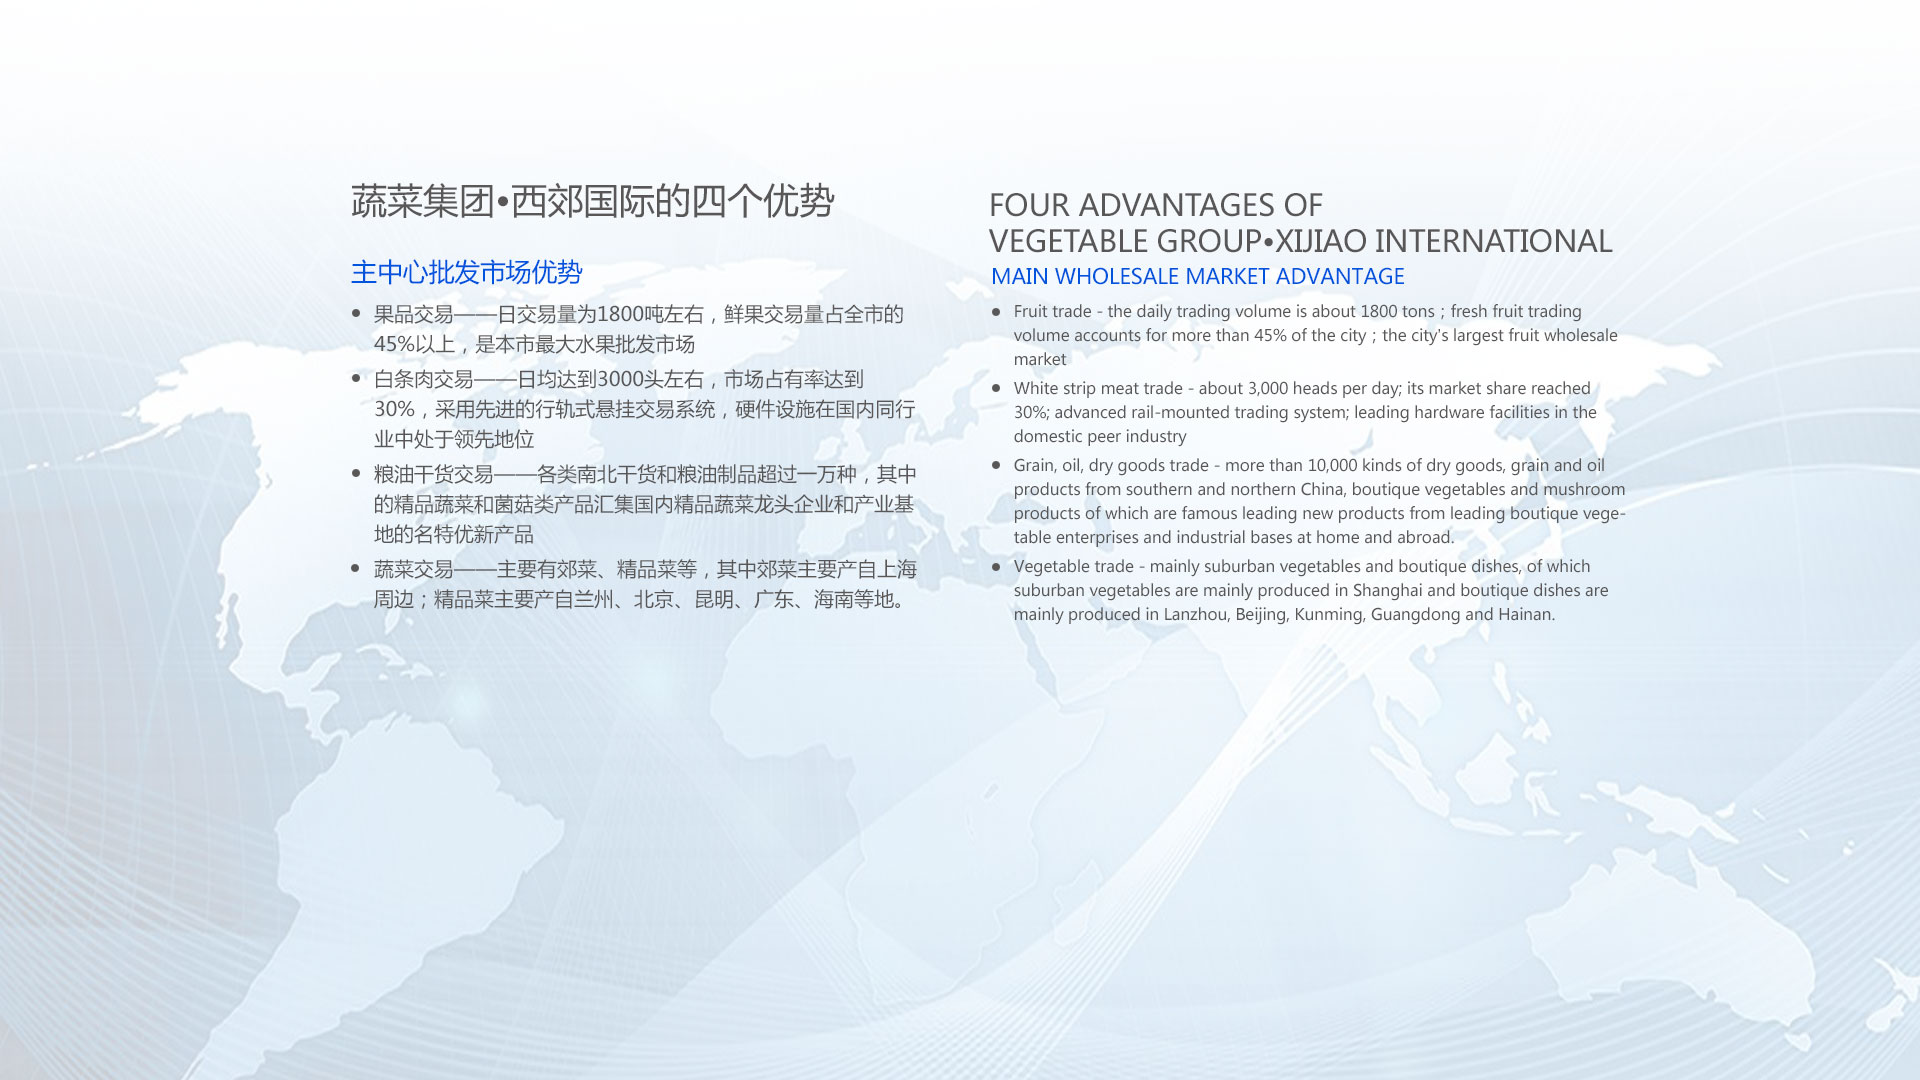 蔬菜集团•西郊国际的四个优势
主中心批发市场优势
• 果品交易——日交易量为1800吨左右，鲜果交易量占全市的
45%以上，是本市最大水果批发市场
• 白条肉交易——日均达到3000头左右，市场占有率达到
30%，采用先进的行轨式悬挂交易系统，硬件设施在国内同行
业中处于领先地位
• 粮油干货交易——各类南北干货和粮油制品超过一万种，其中
的精品蔬菜和菌菇类产品汇集国内精品蔬菜龙头企业和产业基
地的名特优新产品
• 蔬菜交易——主要有郊菜、精品菜等，其中郊菜主要产自上海
周边；精品菜主要产自兰州、北京、昆明、广东、海南等地。
FOUR ADVANTAGES OF
VEGETABLE GROUP•XIJIAO INTERNATIONAL
MAIN WHOLESALE MARKET ADVANTAGE
• Fruit trade - the daily trading volume is about 1800 tons；fresh fruit trading
volume accounts for more than 45% of the city；the city's largest fruit wholesale
market
• White strip meat trade - about 3,000 heads per day; its market share reached
30%; advanced rail-mounted trading system; leading hardware facilities in the
domestic peer industry
• Grain, oil, dry goods trade - more than 10,000 kinds of dry goods, grain and oil
products from southern and northern China, boutique vegetables and mushroom
products of which are famous leading new products from leading boutique vege-
table enterprises and industrial bases at home and abroad.
• Vegetable trade - mainly suburban vegetables and boutique dishes, of which
suburban vegetables are mainly produced in Shanghai and boutique dishes are
mainly produced in Lanzhou, Beijing, Kunming, Guangdong and Hainan.